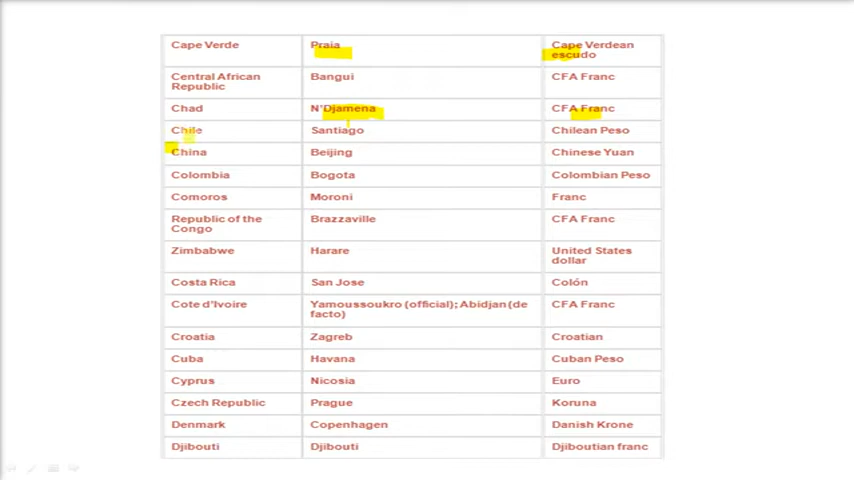 Cape Verde Praia Cape Verdean
escudo
Central African Bangui CFA Franc
Republic
Chad N'Djamena CFA Franc
Chile Santiago Chilean Peso
China Beijing Chinese Yuan
Colombia Bogota Colombian Peso
Comoros Moroni Franc
Republic of the Brazzaville CFA Franc
Congo
Zimbabwe Harare United States
dollar
Costa Rica San Jose Colón
Cote d'Ivoire Yamoussoukro (official); Abidjan (de CFA Franc
facto)
Croatia Zagreb Croatian
Cuba Havana Cuban Peso
Cyprus Nicosia Euro
Czech Republic Prague Koruna
Denmark Copenhagen Danish Krone
Djibouti Djibouti Djiboutian franc